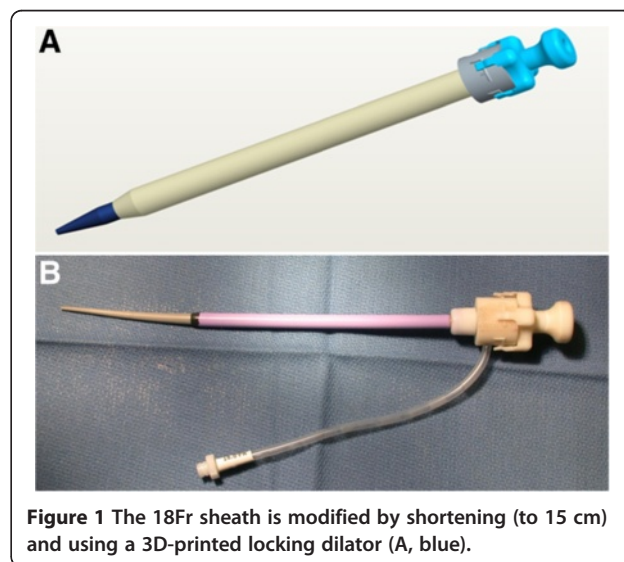 A
B
Figure 1 The 18Fr sheath is modified by shortening (to 15 cm)
and using a 3D-printed locking dilator (A, blue).